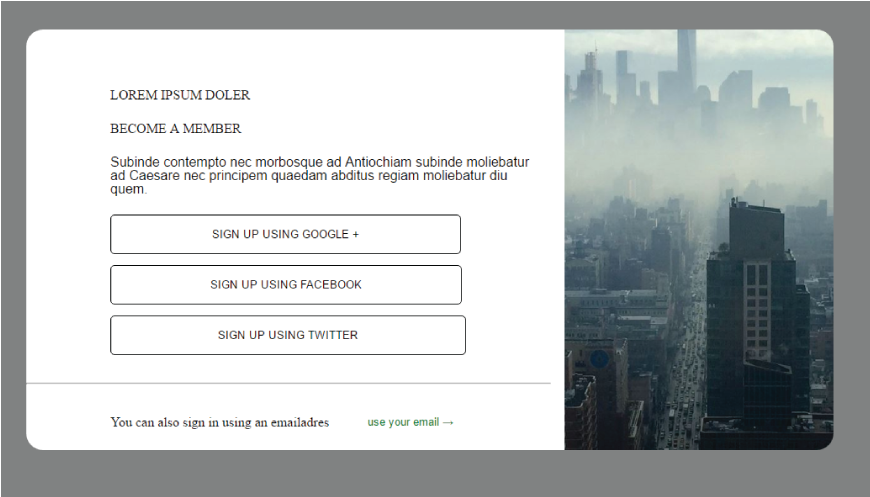 LOREM IPSUM DOLER
BECOME A MEMBER
Subinde contempto nec morbosque ad Antiochiam subinde moliebatur
ad Caesare nec principem quaedam abditus regiam moliebatur diu
quem.
SIGN UP USING GOOGLE +
SIGN UP USING FACEBOOK
SIGN UP USING TWITTER
You can also sign in using an emailadres use your email →